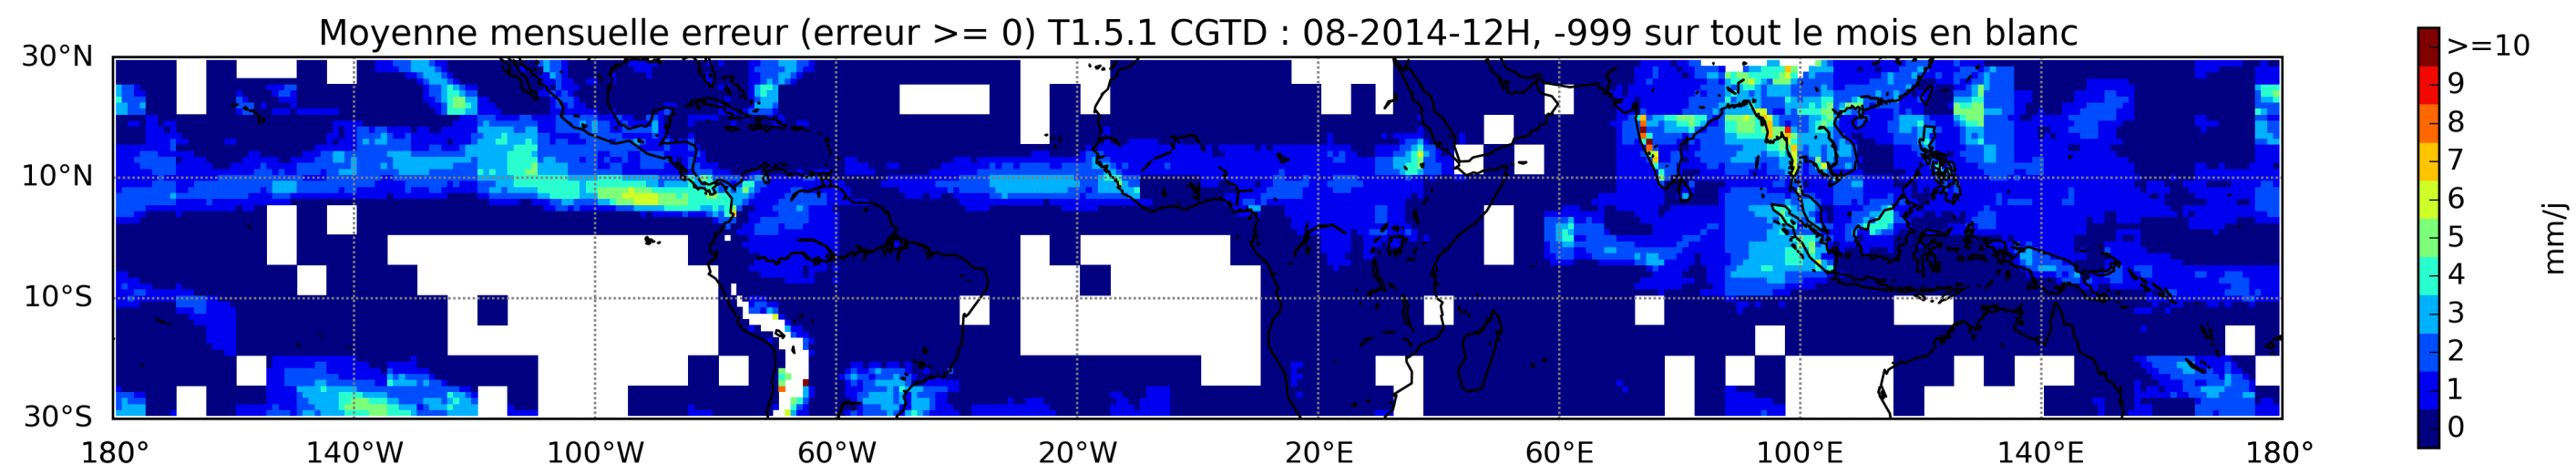 Moyenne mensuelle erreur (erreur >= 0) T1.5.1 CGTD : 08-2014-12H, -999 sur tout le mois en blanc
30°N
10°N
10°S
30°S
180° 140°W 100°W 60°W 20°W 20°E 60°E 100°E 140°E 180°
>=10
9
8
7
6
5
4
3
2
1
0
mm/j